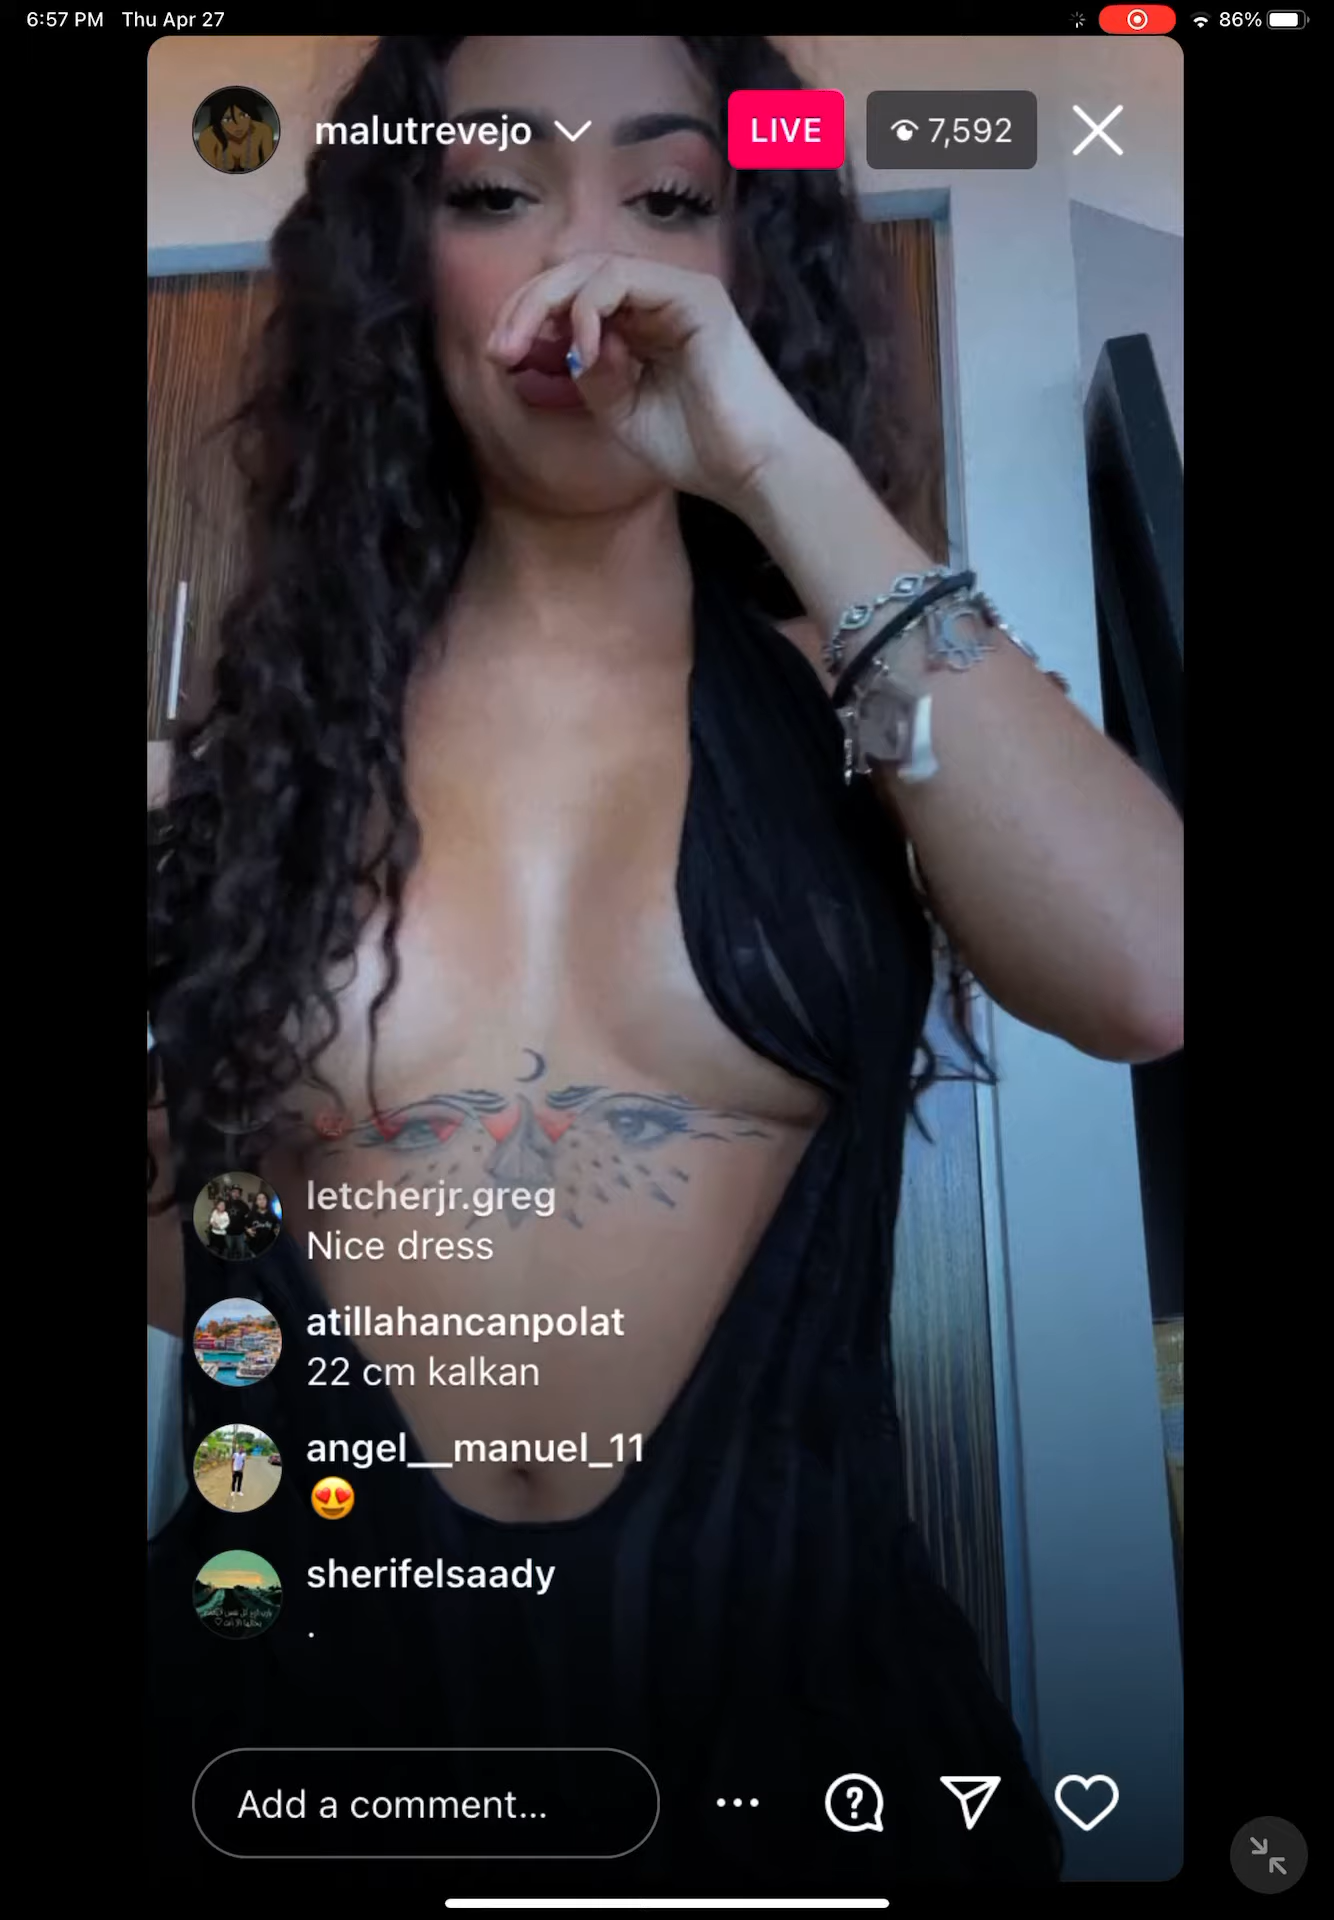 6:57 PM Thu Apr 27
86%
malutrevejo
LIVE
7,592
letcherjr.greg
Nice dress
atillahancanpolat
22 cm kalkan
angel__manuel_11
😍
sherifelsaady
.
Add a comment...